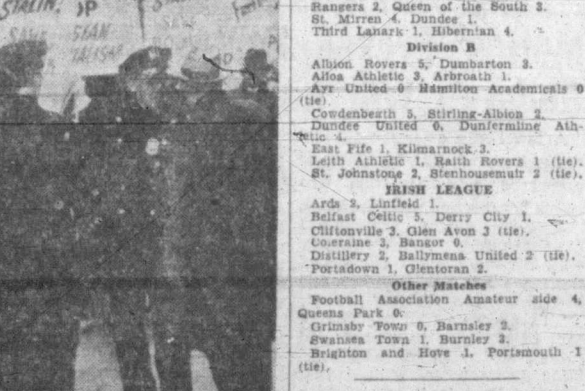 STALIN.
SAVE
JP
SEAN
TALISH
Rangers 2, Queen of the South 3.
St. Mirren 4, Dundee 1.
Third Lanark 1, Hibernian 4.
Division B
Albion Rovers 5, Dumbarton 3.
Alloa Athletic 3, Arbroath 1.
Ayr United 0 Hamilton Academicals 0
(tie).
Cowdenbeath 5, Stirling-Albion 2.
Dundee United 0, Dunfermline Ath-
letic 4.
East Fife 1, Kilmarnock 3.
Leith Athletic 1, Raith Rovers 1 (tie).
St. Johnstone 2, Stenhousemuir 2 (tie).
IRISH LEAGUE
Ards 2, Linfield 1.
Belfast Celtic 5, Derry City 1.
Cliftonville 3, Glen Avon 3 (tie).
Coleraine 3, Bangor 0.
Distillery 2, Ballymena United 2 (tie).
Portadown 1, Glentoran 2.
Other Matches
Football Association Amateur side 4,
Queens Park 0.
Grimsby Town 0, Barnsley 2.
Swansea Town 1, Burnley 3.
Brighton and Hove 1, Portsmouth 1
(tie).